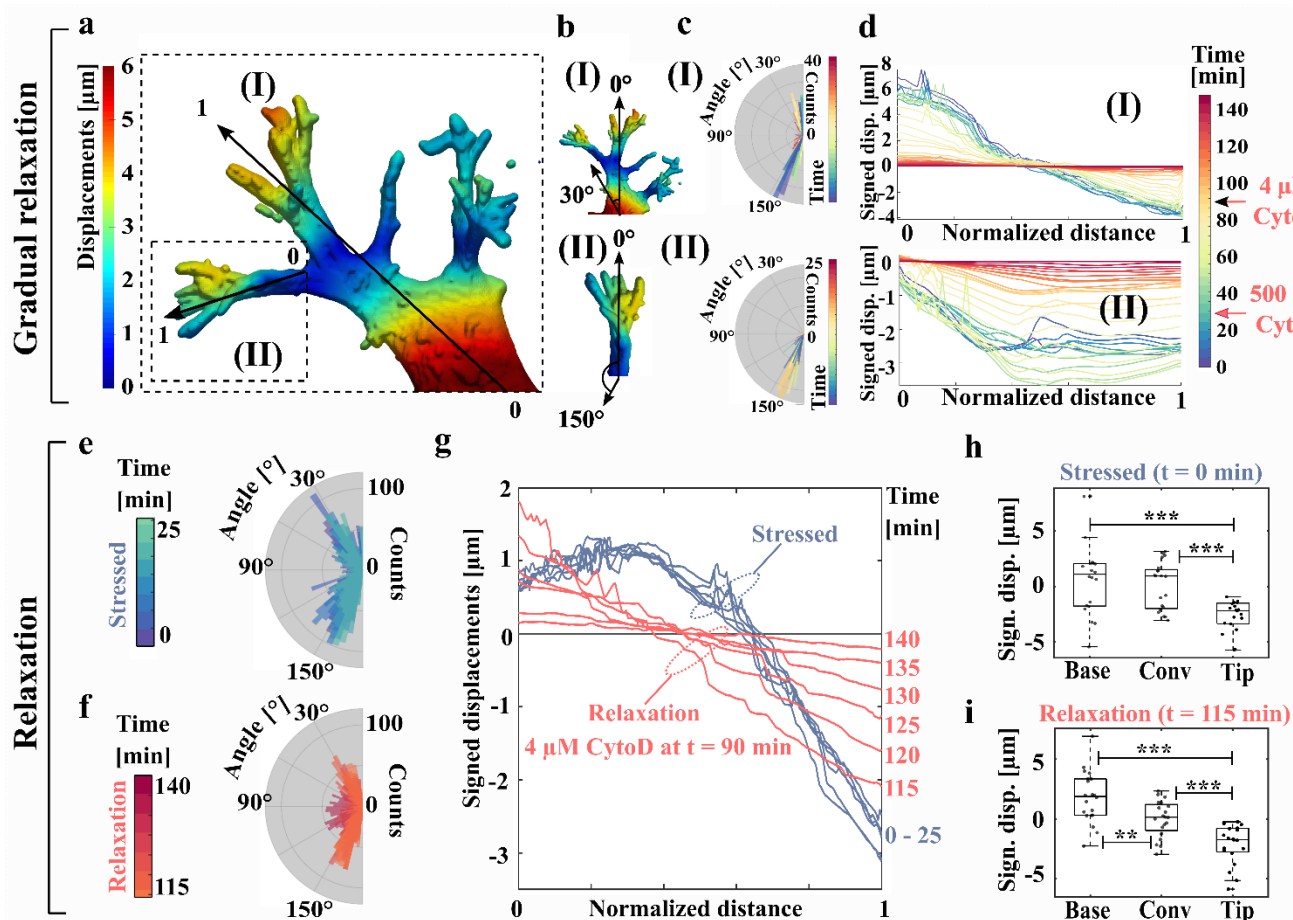 Gradual relaxation
a
Displacements [μm]
6
5
4
3
2
1
0
(I)
1
0
1
(II)
0
b
(I)
0°
30°
(II)
0°
150°
c
(I)
Angle [°]
30°
90°
150°
40
Counts
0
Time
(II)
Angle [°]
30°
90°
150°
25
Counts
0
Time
d
Signed disp. [μm]
8
7
6
4
2
0
-2
-4
(I)
0 Normalized distance 1
Signed disp. [μm]
0
-1
-2
-3
(II)
0 Normalized distance 1
Time
[min]
140
120
100
80
60
40
20
0
4 μ
Cyto
500
Cyt
Relaxation
e
Time
[min]
25
0
Stressed
Angle [°]
30°
90°
150°
100
Counts
0
f
Time
[min]
140
115
Relaxation
Angle [°]
30°
90°
150°
100
Counts
0
g
Signed displacements [μm]
2
1
0
-1
-2
-3
Stressed
Relaxation
4 μM CytoD at t = 90 min
Time
[min]
140
135
130
125
120
115
0 - 25
0 Normalized distance 1
h
Stressed (t = 0 min)
Sign. disp. [μm]
5
0
-5
***
***
Base Conv Tip
i
Relaxation (t = 115 min)
Sign. disp. [μm]
5
0
-5
***
***
**
Base Conv Tip